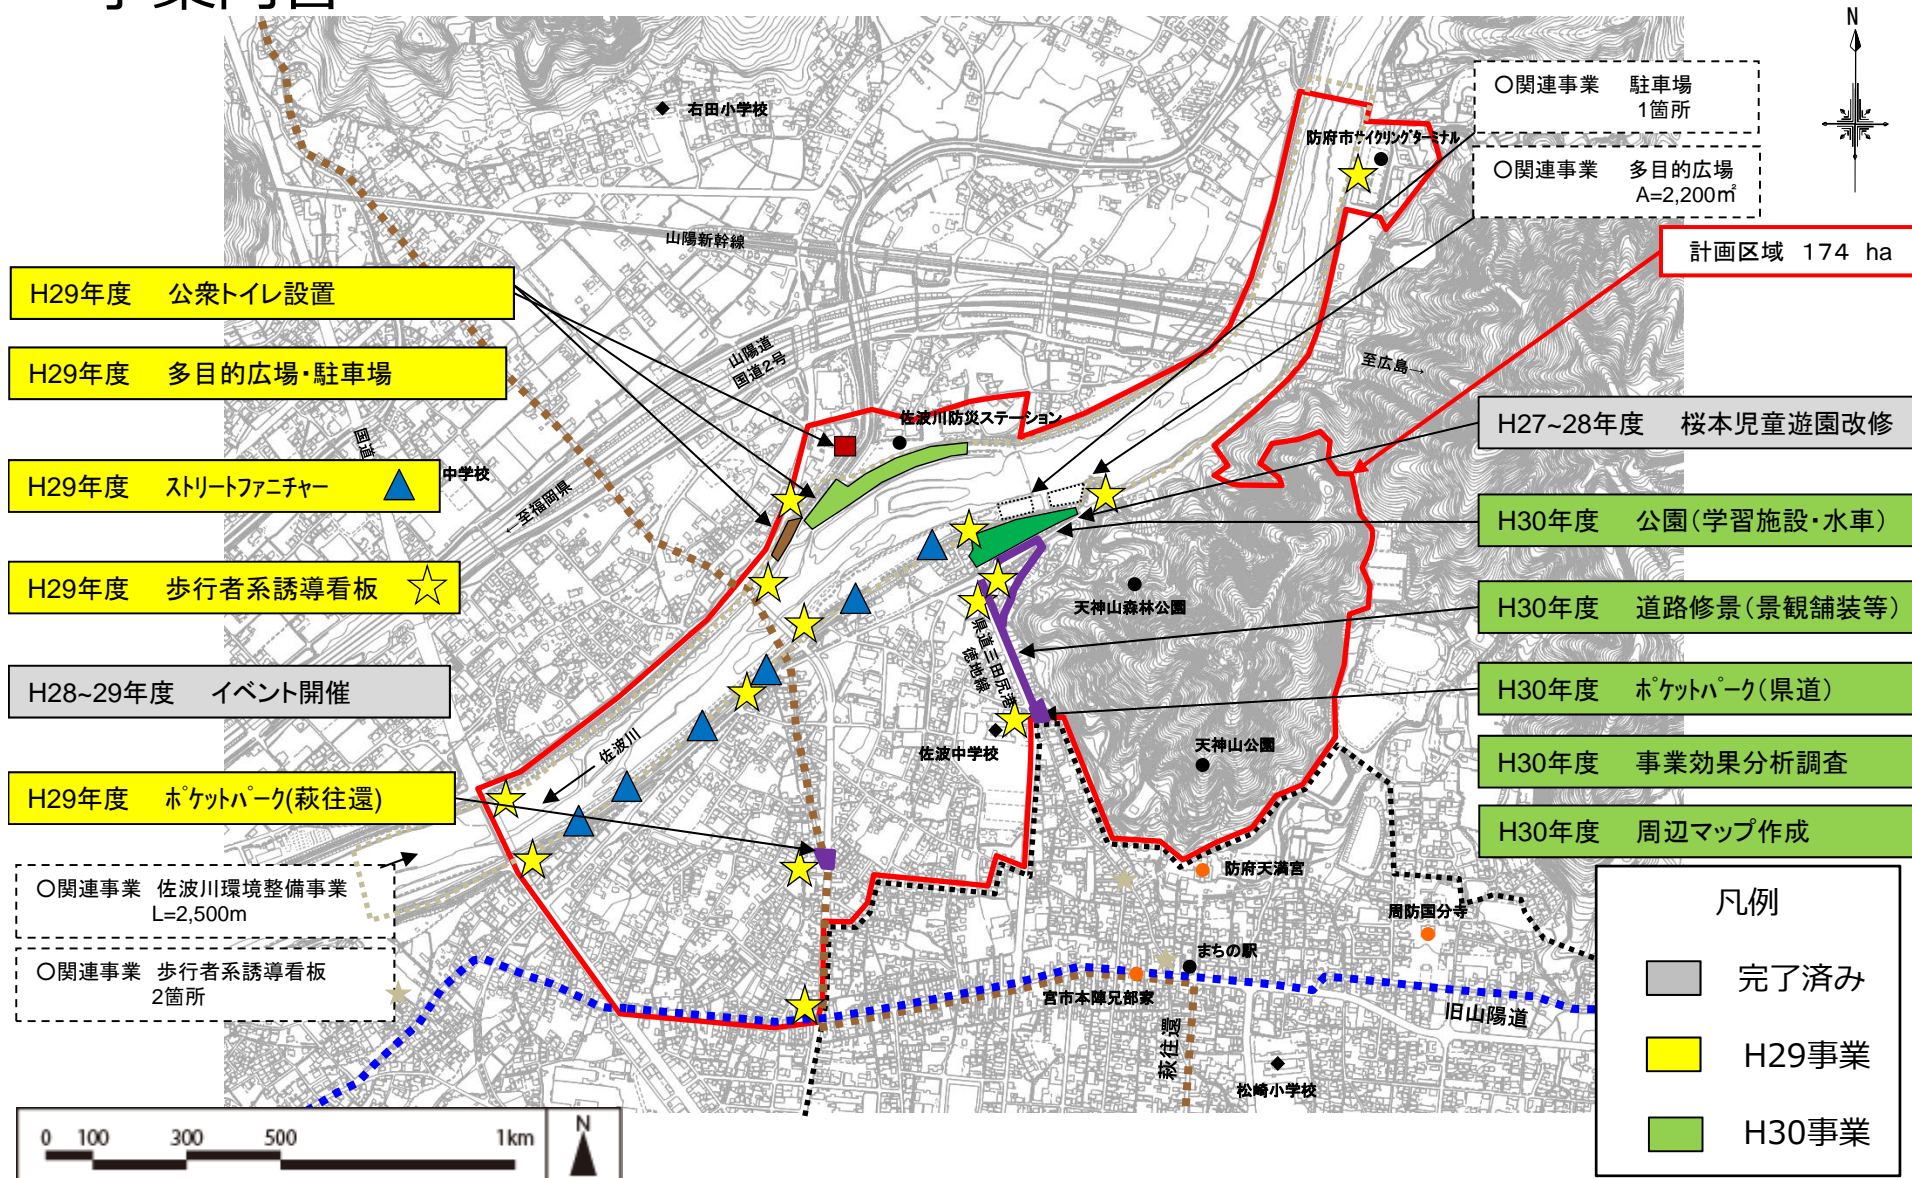 事業内容
N
右田小学校
防府市サイクリングターミナル
○関連事業　駐車場
1箇所
○関連事業　多目的広場
A=2,200㎡
計画区域　174 ha
山陽新幹線
H29年度　公衆トイレ設置
H29年度　多目的広場・駐車場
山陽道
国道2号
至広島→
佐波川防災ステーション
H27~28年度　桜本児童遊園改修
国道
中学校
H29年度　ストリートファニチャー
←至福岡県
H30年度　公園(学習施設・水車)
H29年度　歩行者系誘導看板
天神山森林公園
H30年度　道路修景(景観舗装等)
県道三田尻港
徳地線
H28~29年度　イベント開催
H30年度　ポケットパーク(県道)
佐波川
佐波中学校
天神山公園
H30年度　事業効果分析調査
H29年度　ポケットパーク(萩往還)
H30年度　周辺マップ作成
○関連事業　佐波川環境整備事業
L=2,500m
防府天満宮
周防国分寺
凡例
まちの駅
○関連事業　歩行者系誘導看板
2箇所
宮市本陣兄部家
完了済み
旧山陽道
萩往還
H29事業
松崎小学校
H30事業
0 100 300 500 1km
N